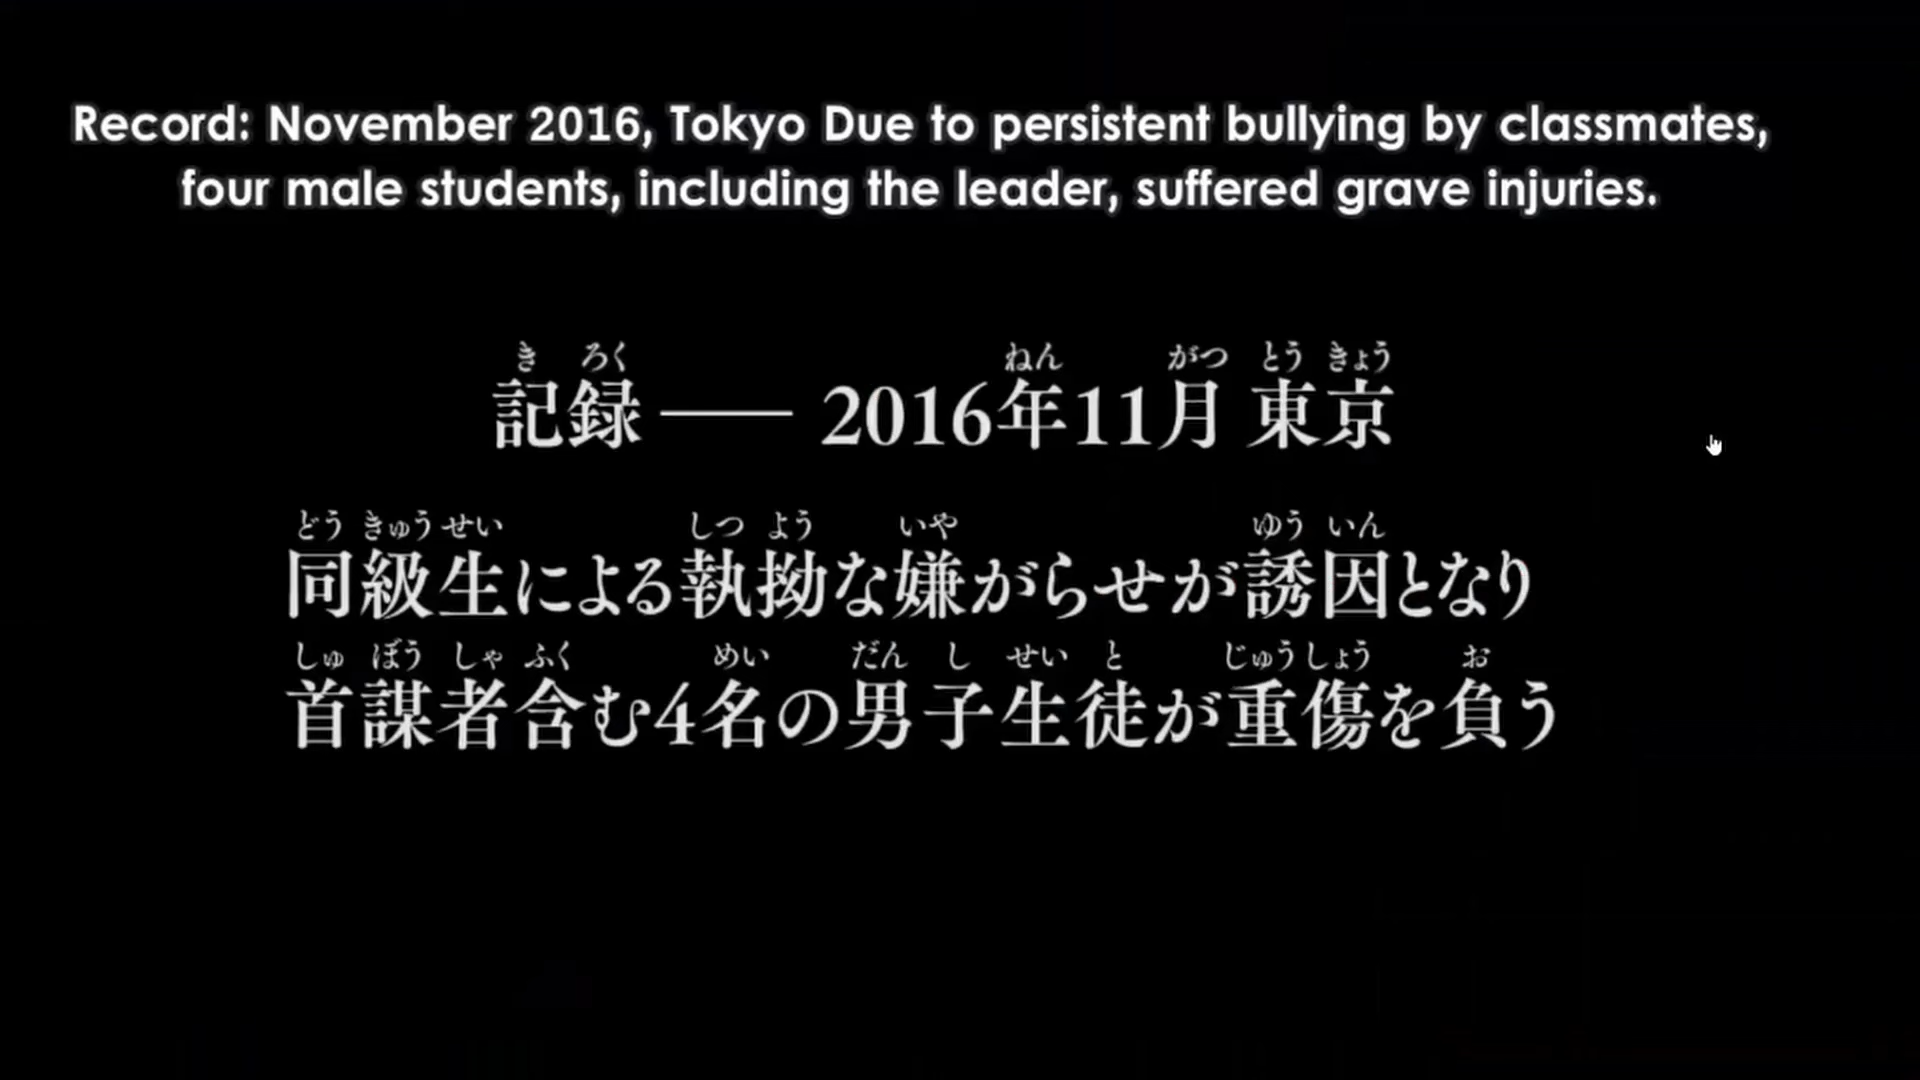 Record: November 2016, Tokyo Due to persistent bullying by classmates,
four male students, including the leader, suffered grave injuries.
き ろく ねん がつ とう きょう
記録 ― 2016年11月 東京
どう きゅう せい しつ よう いや ゆう いん
同級生による執拗な嫌がらせが誘因となり
しゅ ぼう しゃ ふく めい だん し せい と じゅう しょう お
首謀者含む4名の男子生徒が重傷を負う